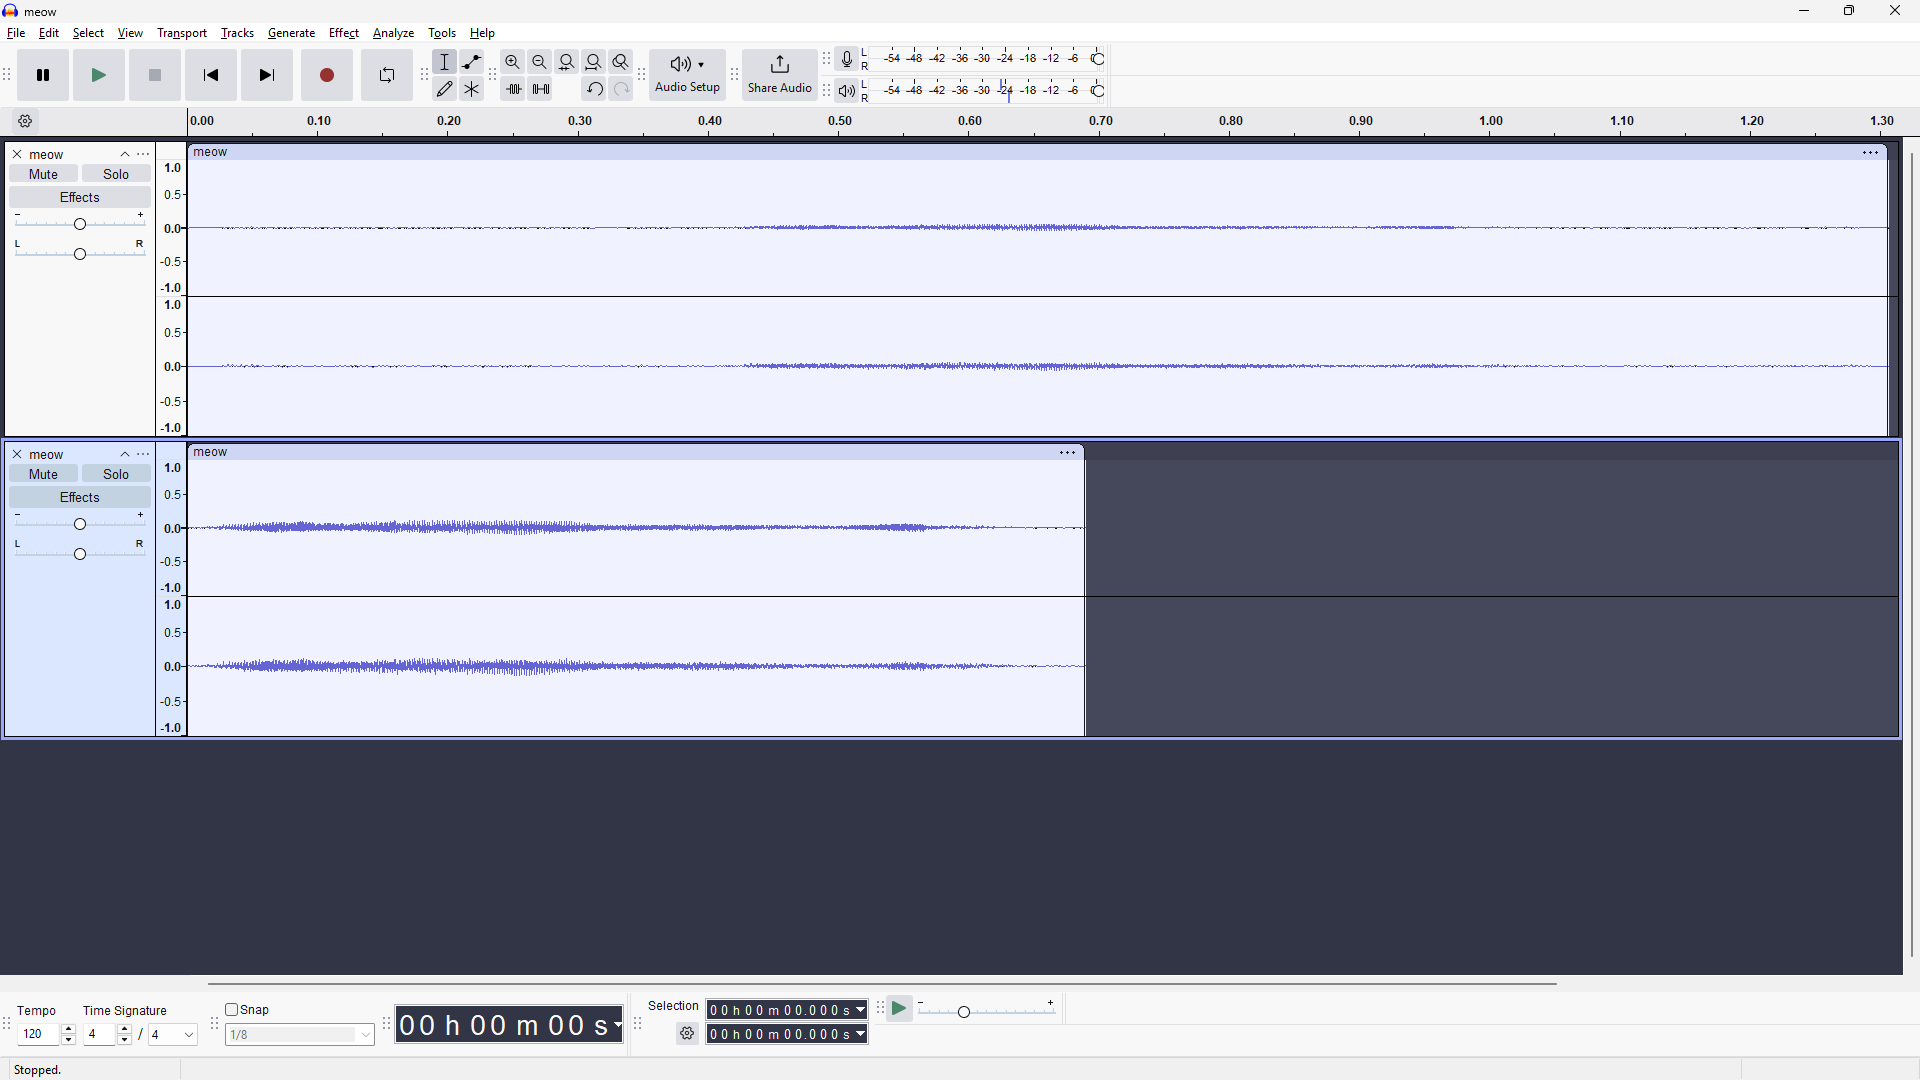 meow
File Edit Select View Transport Tracks Generate Effect Analyze Tools Help
Audio Setup
Share Audio
L
R
-54 -48 -42 -36 -30 -24 -18 -12 -6 0
L
R
-54 -48 -42 -36 -30 -24 -18 -12 -6 0
0.00 0.10 0.20 0.30 0.40 0.50 0.60 0.70 0.80 0.90 1.00 1.10 1.20 1.30
meow
Mute Solo
Effects
- +
L R
1.0
0.5
0.0
-0.5
-1.0
1.0
0.5
0.0
-0.5
-1.0
meow
meow
Mute Solo
Effects
- +
L R
1.0
0.5
0.0
-0.5
-1.0
1.0
0.5
0.0
-0.5
-1.0
meow
Tempo
120
Time Signature
4 / 4
Snap
1/8
00 h 00 m 00 s
Selection
00 h 00 m 00.000 s
00 h 00 m 00.000 s
- +
Stopped.